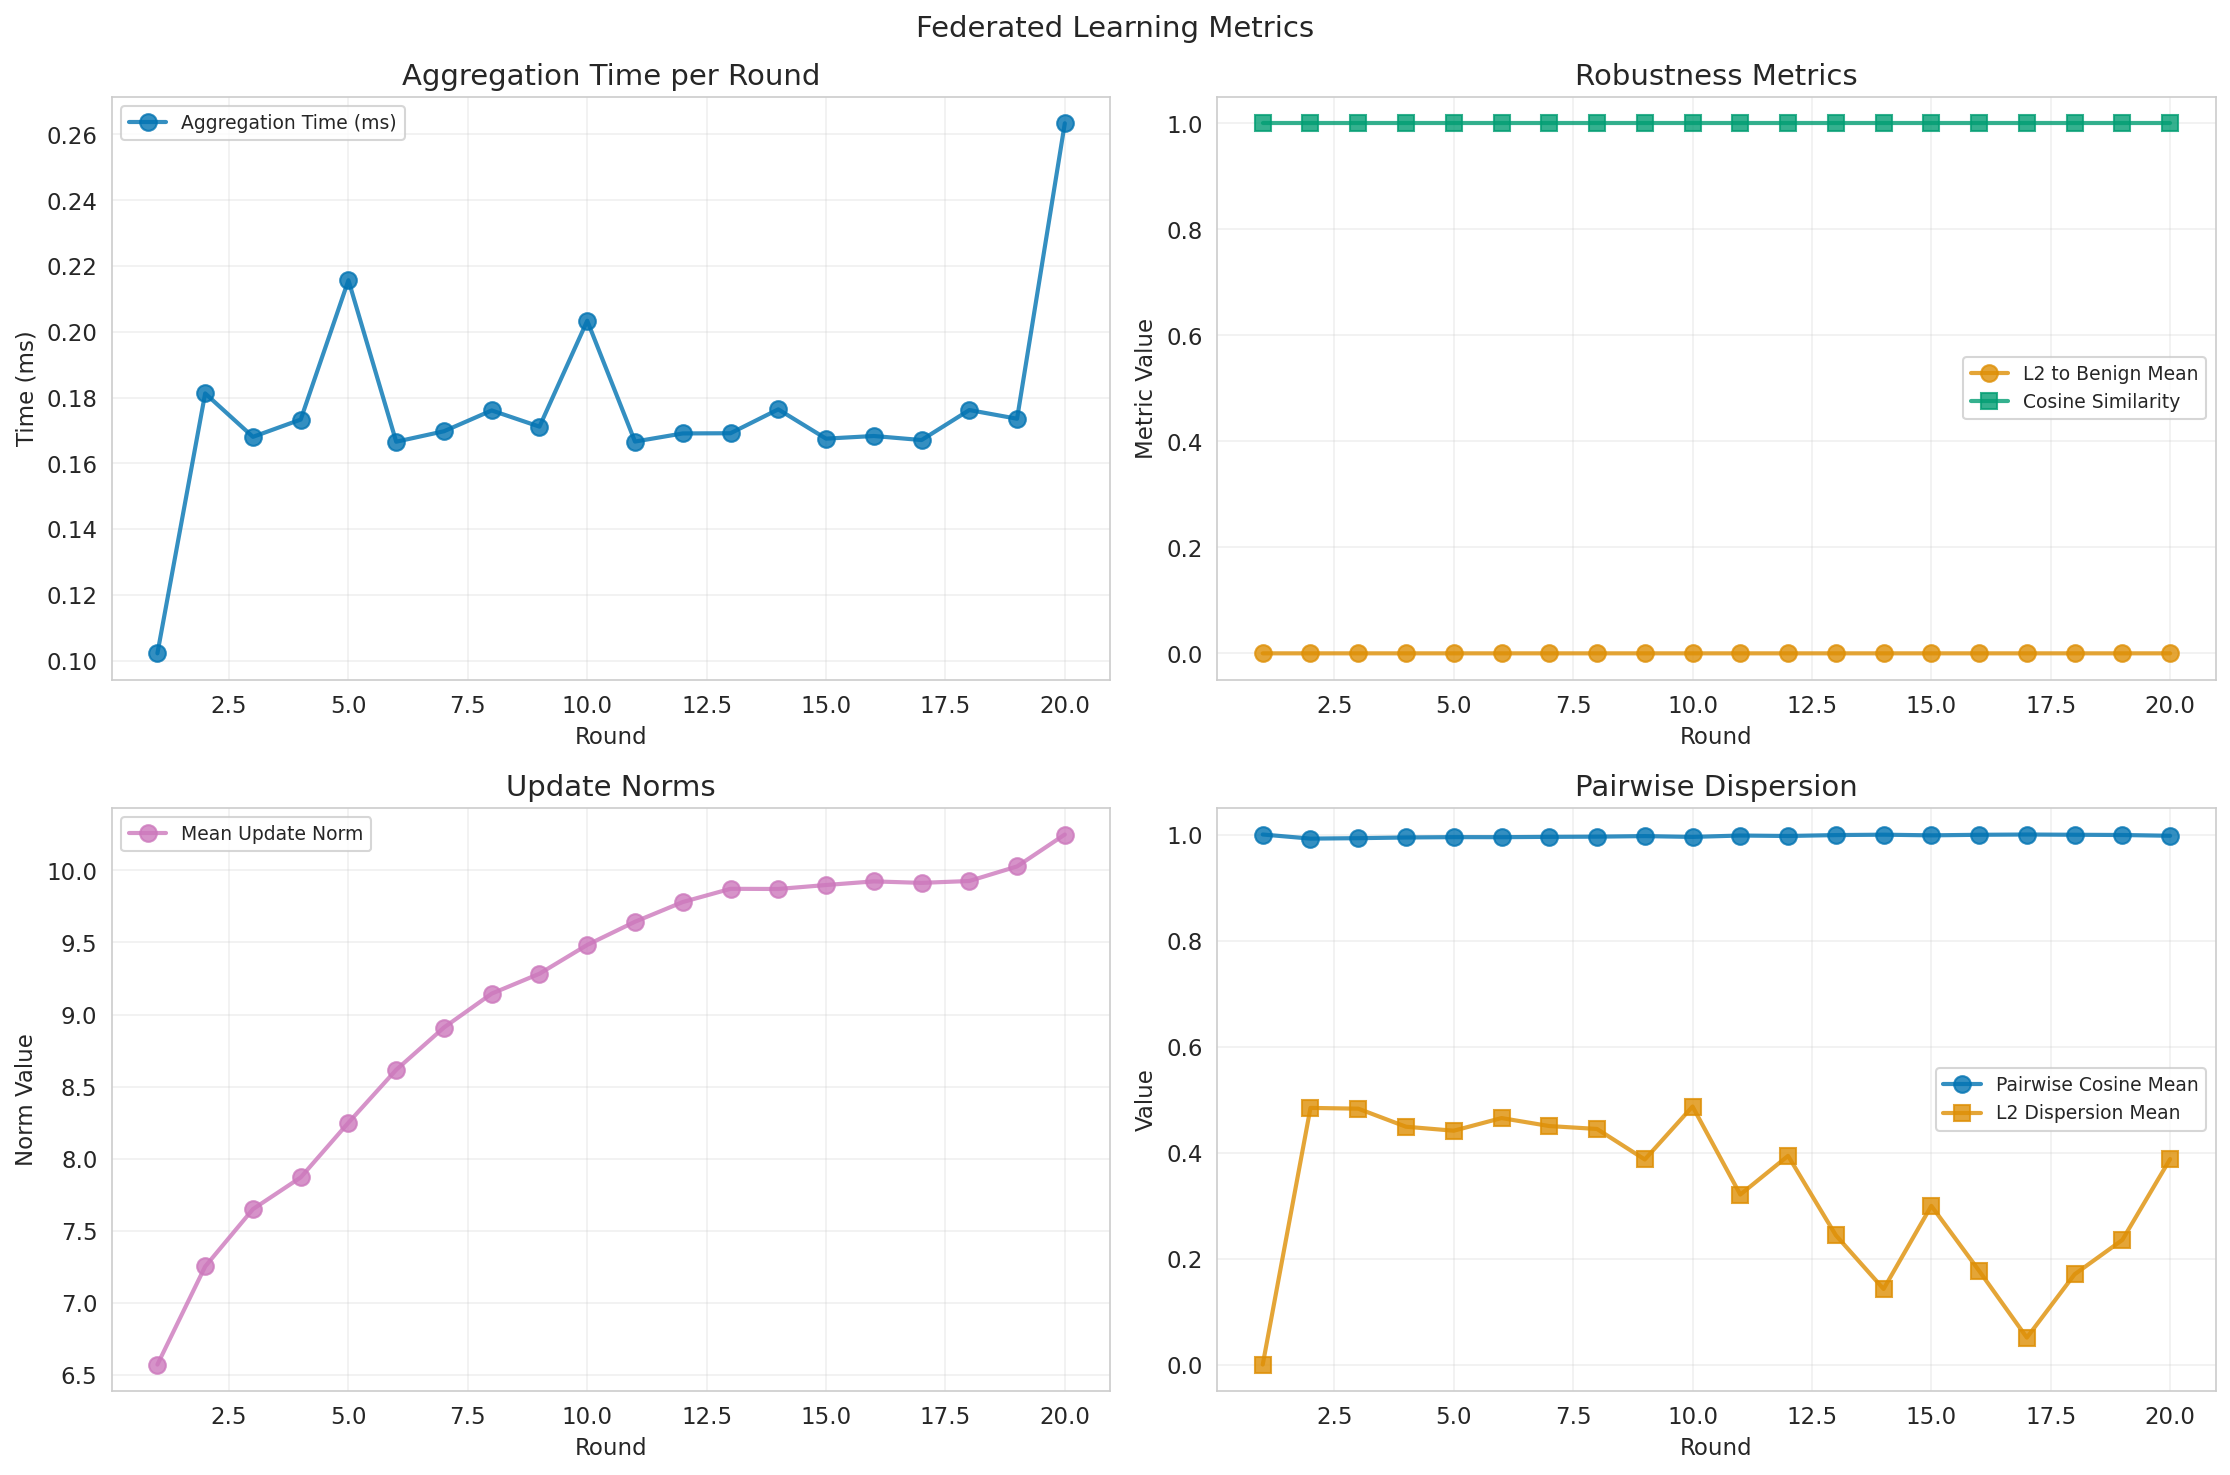 Federated Learning Metrics
Aggregation Time per Round
Aggregation Time (ms)
Time (ms)
0.26
0.24
0.22
0.20
0.18
0.16
0.14
0.12
0.10
2.5 5.0 7.5 10.0 12.5 15.0 17.5 20.0
Round
Robustness Metrics
L2 to Benign Mean
Cosine Similarity
Metric Value
1.0
0.8
0.6
0.4
0.2
0.0
2.5 5.0 7.5 10.0 12.5 15.0 17.5 20.0
Round
Update Norms
Mean Update Norm
Norm Value
10.0
9.5
9.0
8.5
8.0
7.5
7.0
6.5
2.5 5.0 7.5 10.0 12.5 15.0 17.5 20.0
Round
Pairwise Dispersion
Pairwise Cosine Mean
L2 Dispersion Mean
Value
1.0
0.8
0.6
0.4
0.2
0.0
2.5 5.0 7.5 10.0 12.5 15.0 17.5 20.0
Round